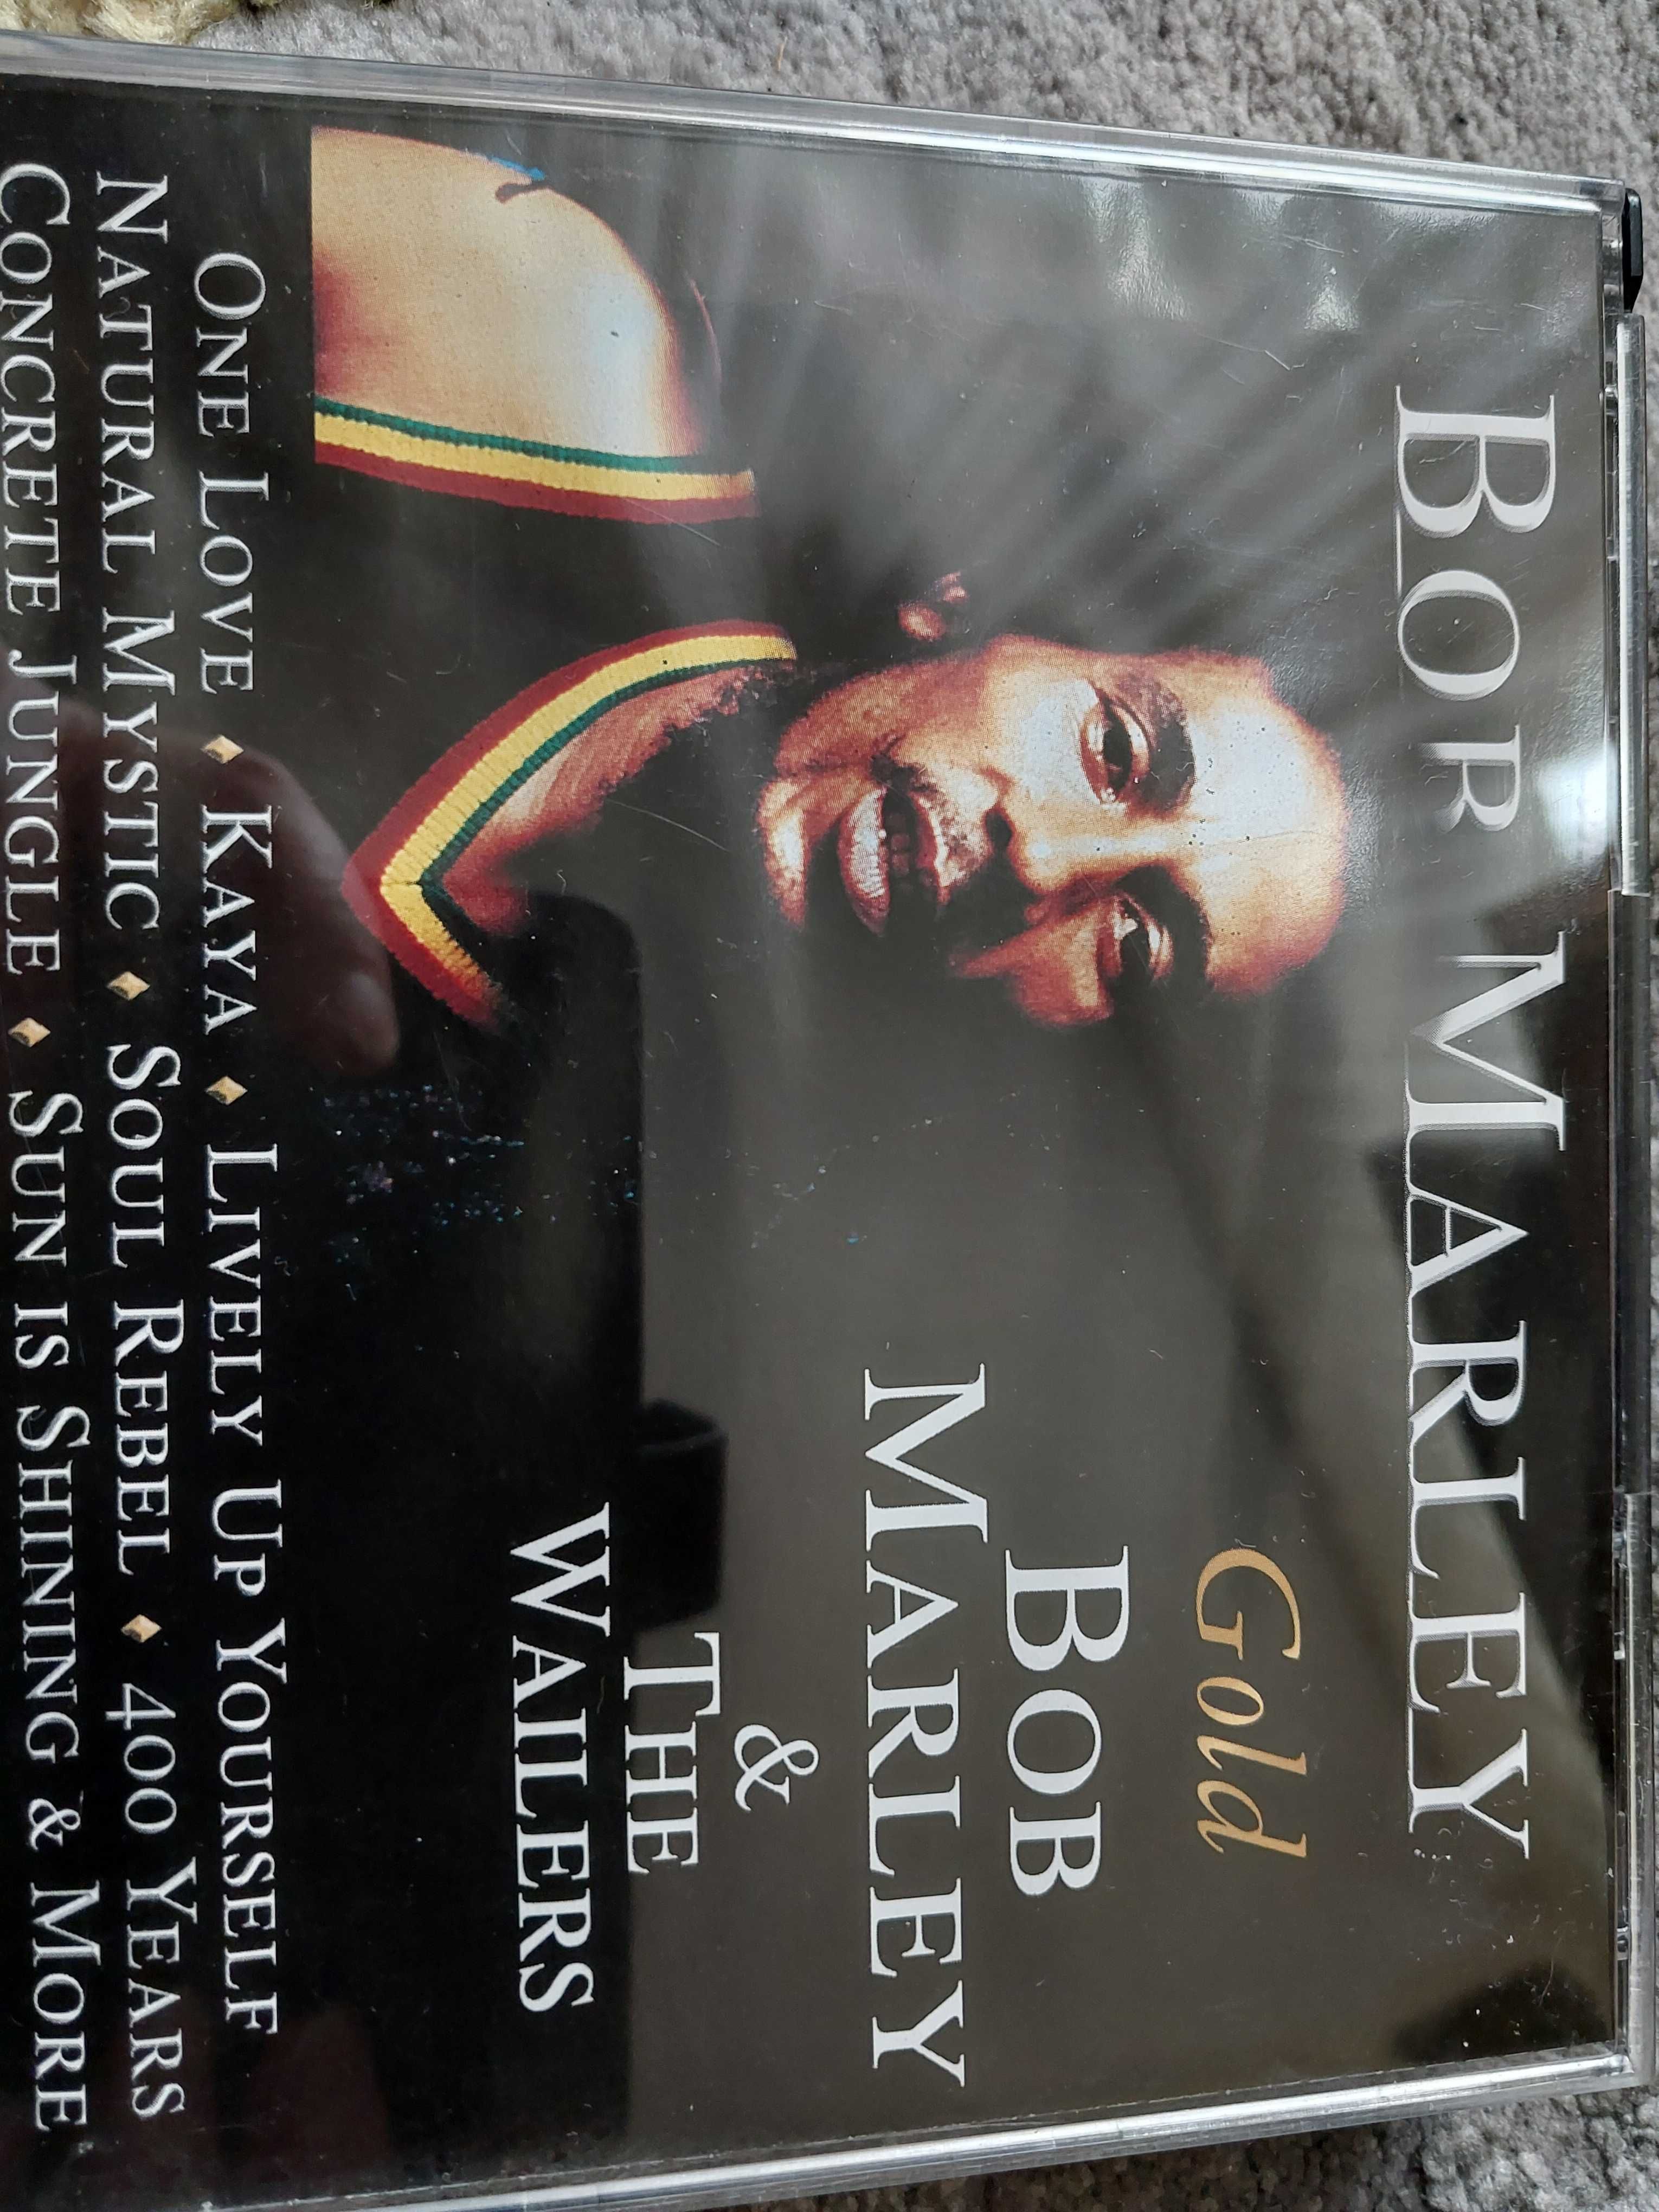 BOB MARLEY
Gold
BOB
MARLEY
&
THE
WAILERS
ONE LOVE ♦ KAYA ♦ LIVELY UP YOURSELF
NATURAL MYSTIC ♦ SOUL REBEL ♦ 400 YEARS
CONCRETE JUNGLE ♦ SUN IS SHINING & MORE